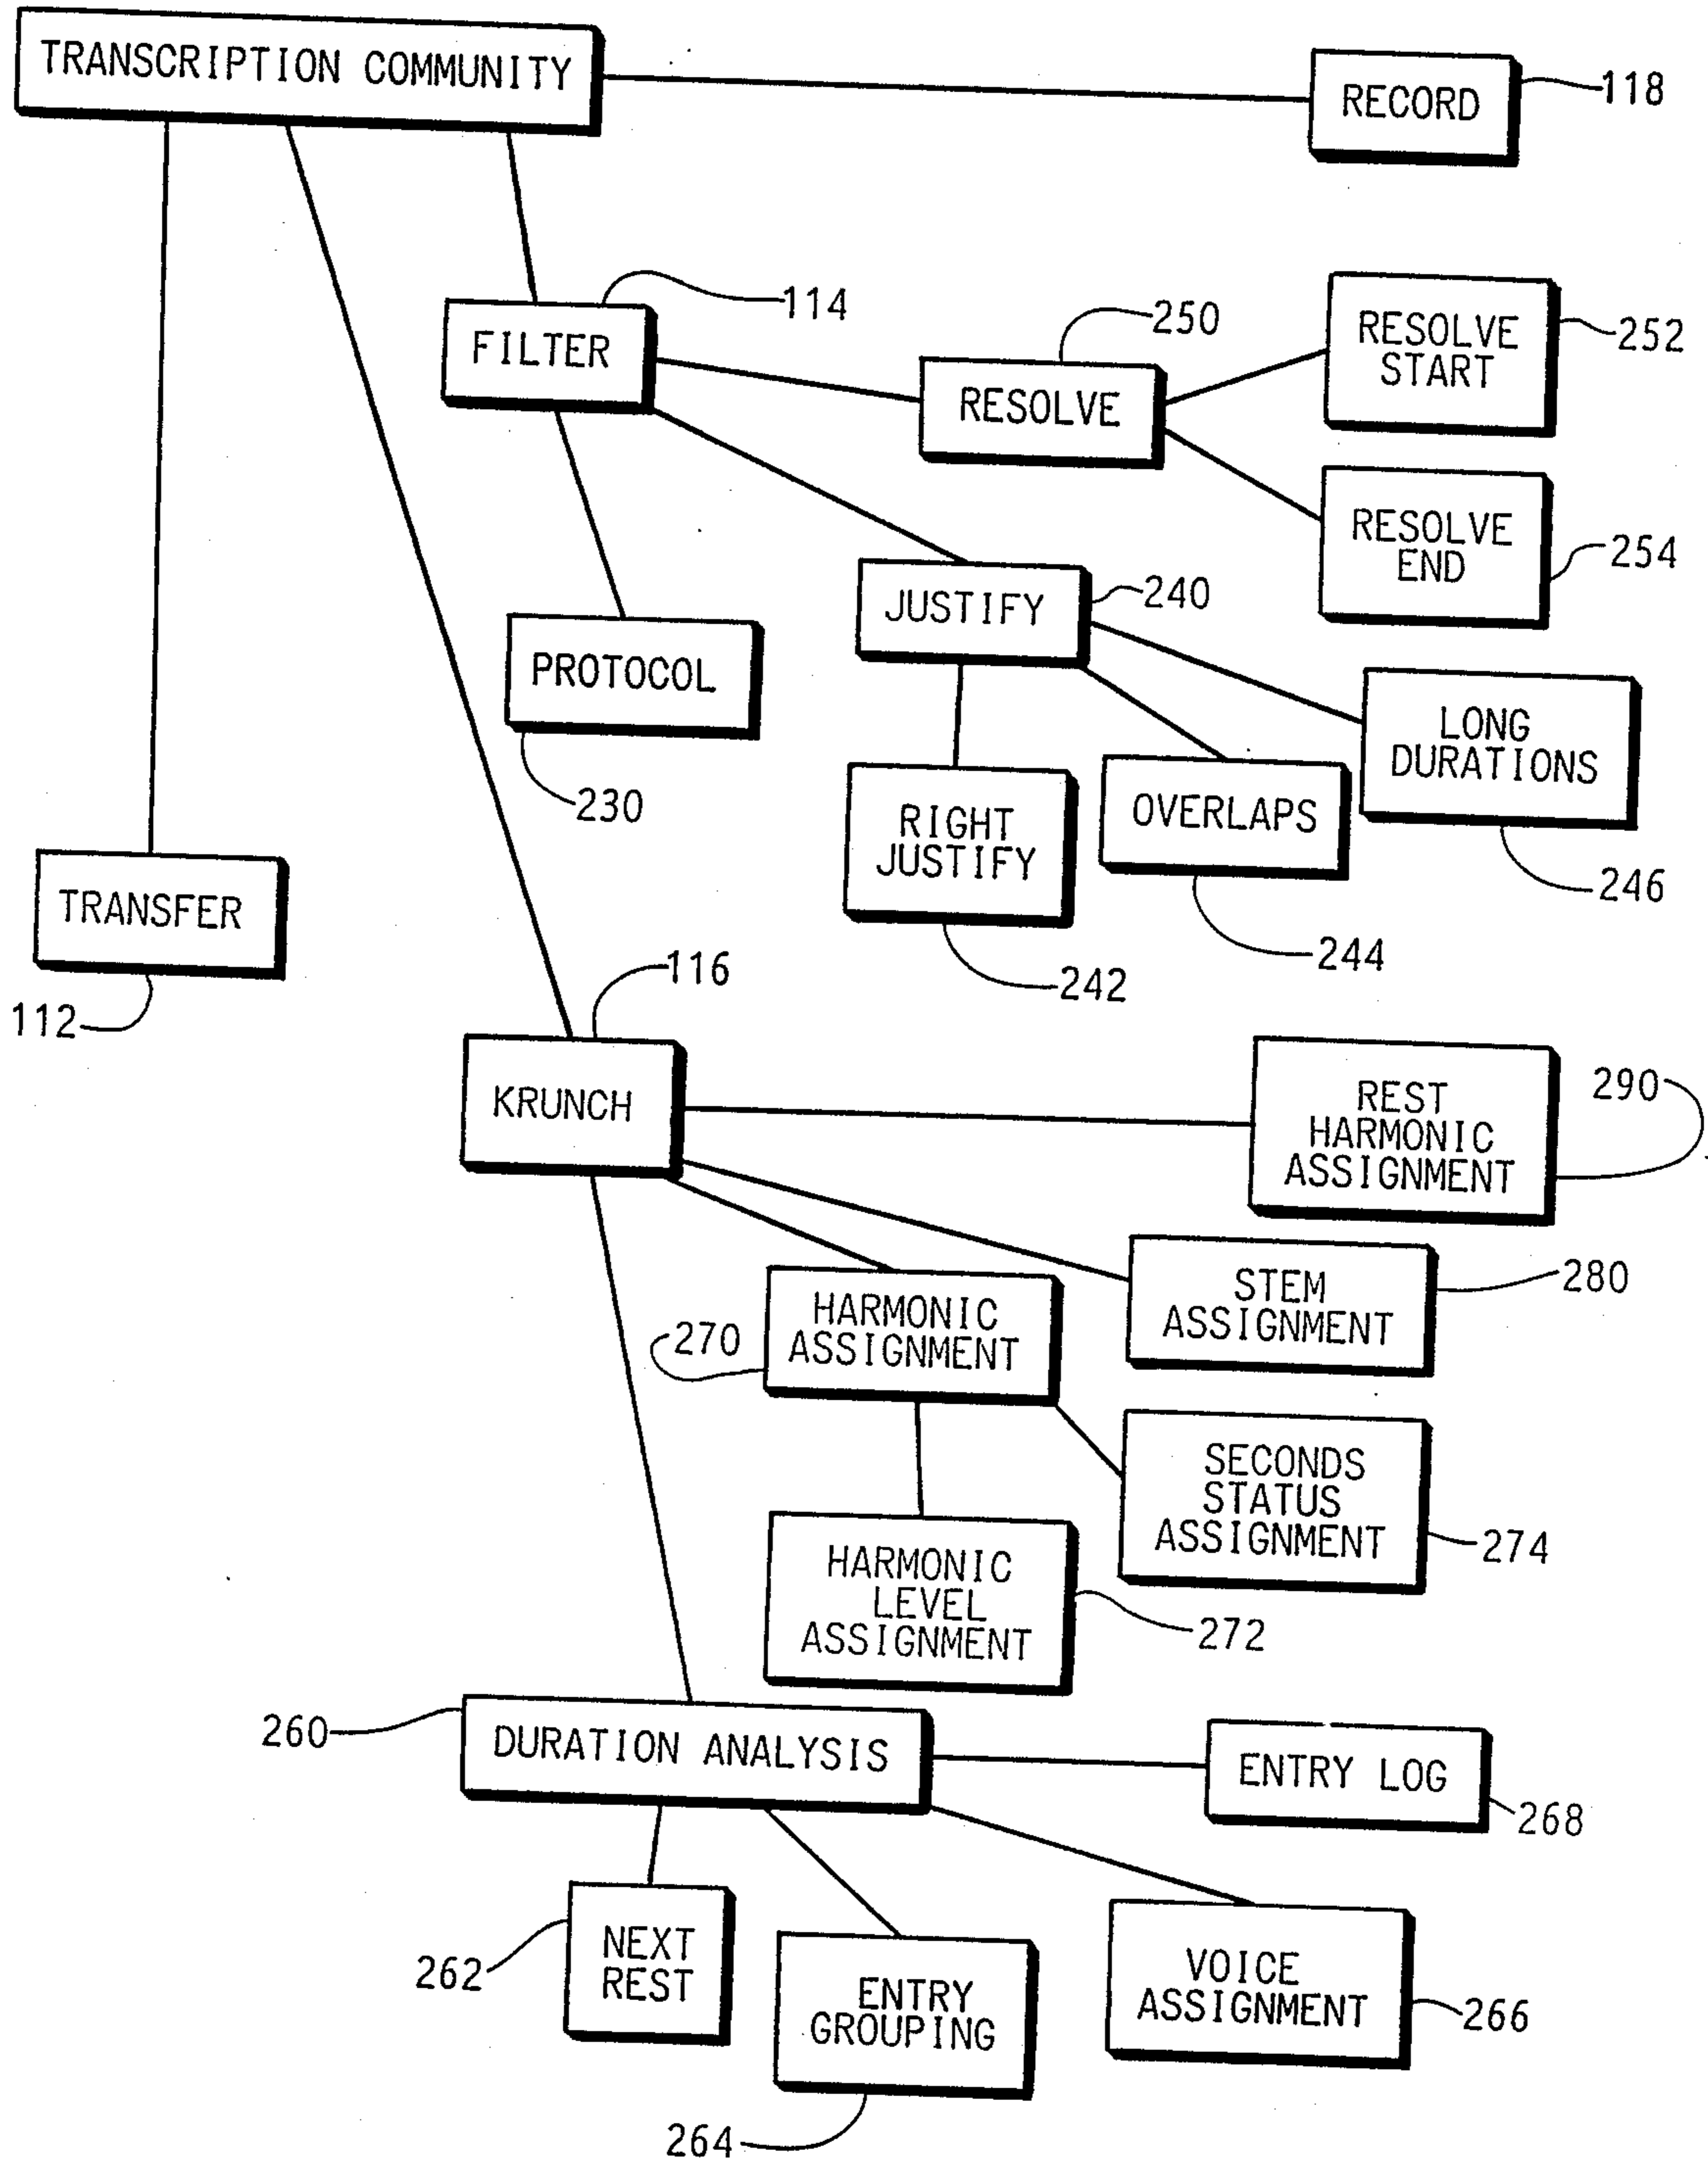 TRANSCRIPTION COMMUNITY
RECORD
118
FILTER
114
RESOLVE
250
RESOLVE
START
252
RESOLVE
END
254
JUSTIFY
240
PROTOCOL
230
LONG
DURATIONS
246
RIGHT
JUSTIFY
242
OVERLAPS
244
TRANSFER
112
KRUNCH
116
REST
HARMONIC
ASSIGNMENT
290
STEM
ASSIGNMENT
280
HARMONIC
ASSIGNMENT
270
SECONDS
STATUS
ASSIGNMENT
274
HARMONIC
LEVEL
ASSIGNMENT
272
DURATION ANALYSIS
260
ENTRY LOG
268
NEXT
REST
262
ENTRY
GROUPING
264
VOICE
ASSIGNMENT
266